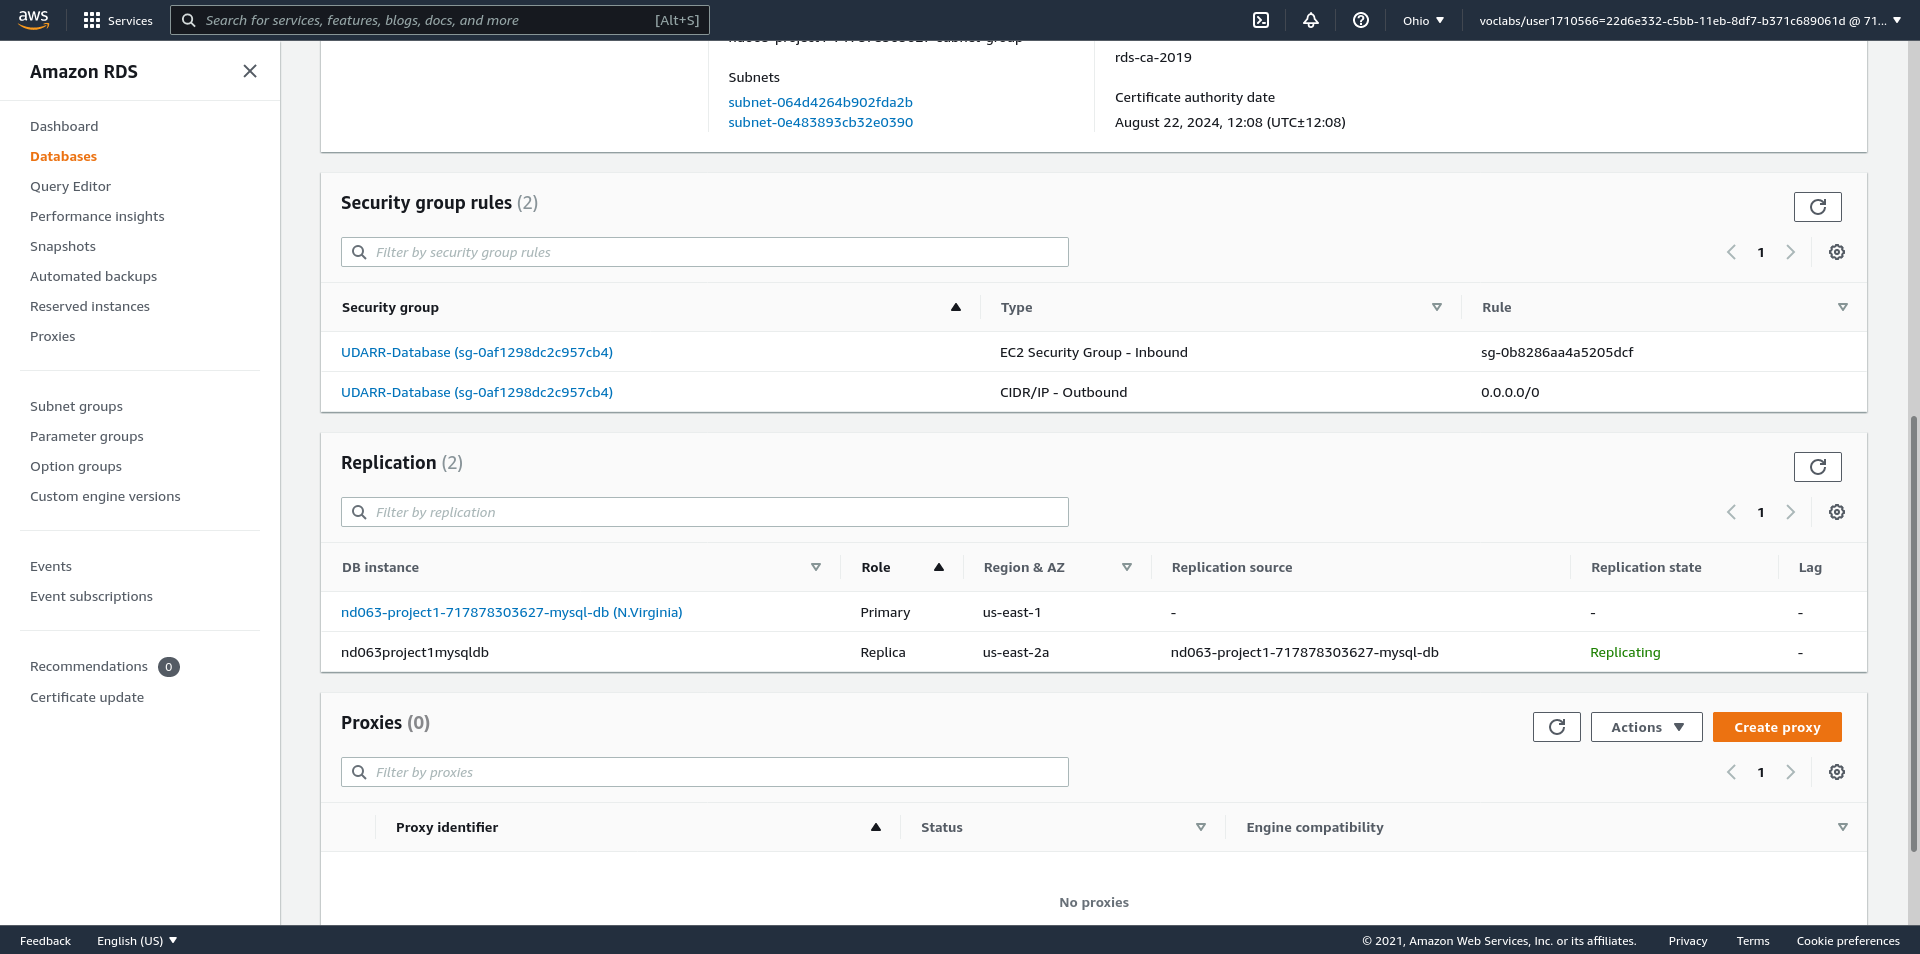 aws
Services
Search for services, features, blogs, docs, and more
[Alt+S]
Ohio
voclabs/user1710566=22d6e332-c5bb-11eb-8df7-b371c689061d @ 71...
Amazon RDS
Dashboard
Databases
Query Editor
Performance insights
Snapshots
Automated backups
Reserved instances
Proxies
Subnet groups
Parameter groups
Option groups
Custom engine versions
Events
Event subscriptions
Recommendations 0
Certificate update
Subnets
subnet-064d4264b902fda2b
subnet-0e483893cb32e0390
rds-ca-2019
Certificate authority date
August 22, 2024, 12:08 (UTC±12:08)
Security group rules (2)
Filter by security group rules
1
Security group Type Rule
UDARR-Database (sg-0af1298dc2c957cb4) EC2 Security Group - Inbound sg-0b8286aa4a5205dcf
UDARR-Database (sg-0af1298dc2c957cb4) CIDR/IP - Outbound 0.0.0.0/0
Replication (2)
Filter by replication
1
DB instance Role Region & AZ Replication source Replication state Lag
nd063-project1-717878303627-mysql-db (N.Virginia) Primary us-east-1 - - -
nd063project1mysqldb Replica us-east-2a nd063-project1-717878303627-mysql-db Replicating -
Proxies (0)
Actions
Create proxy
Filter by proxies
1
Proxy identifier Status Engine compatibility
No proxies
Feedback English (US) © 2021, Amazon Web Services, Inc. or its affiliates. Privacy Terms Cookie preferences